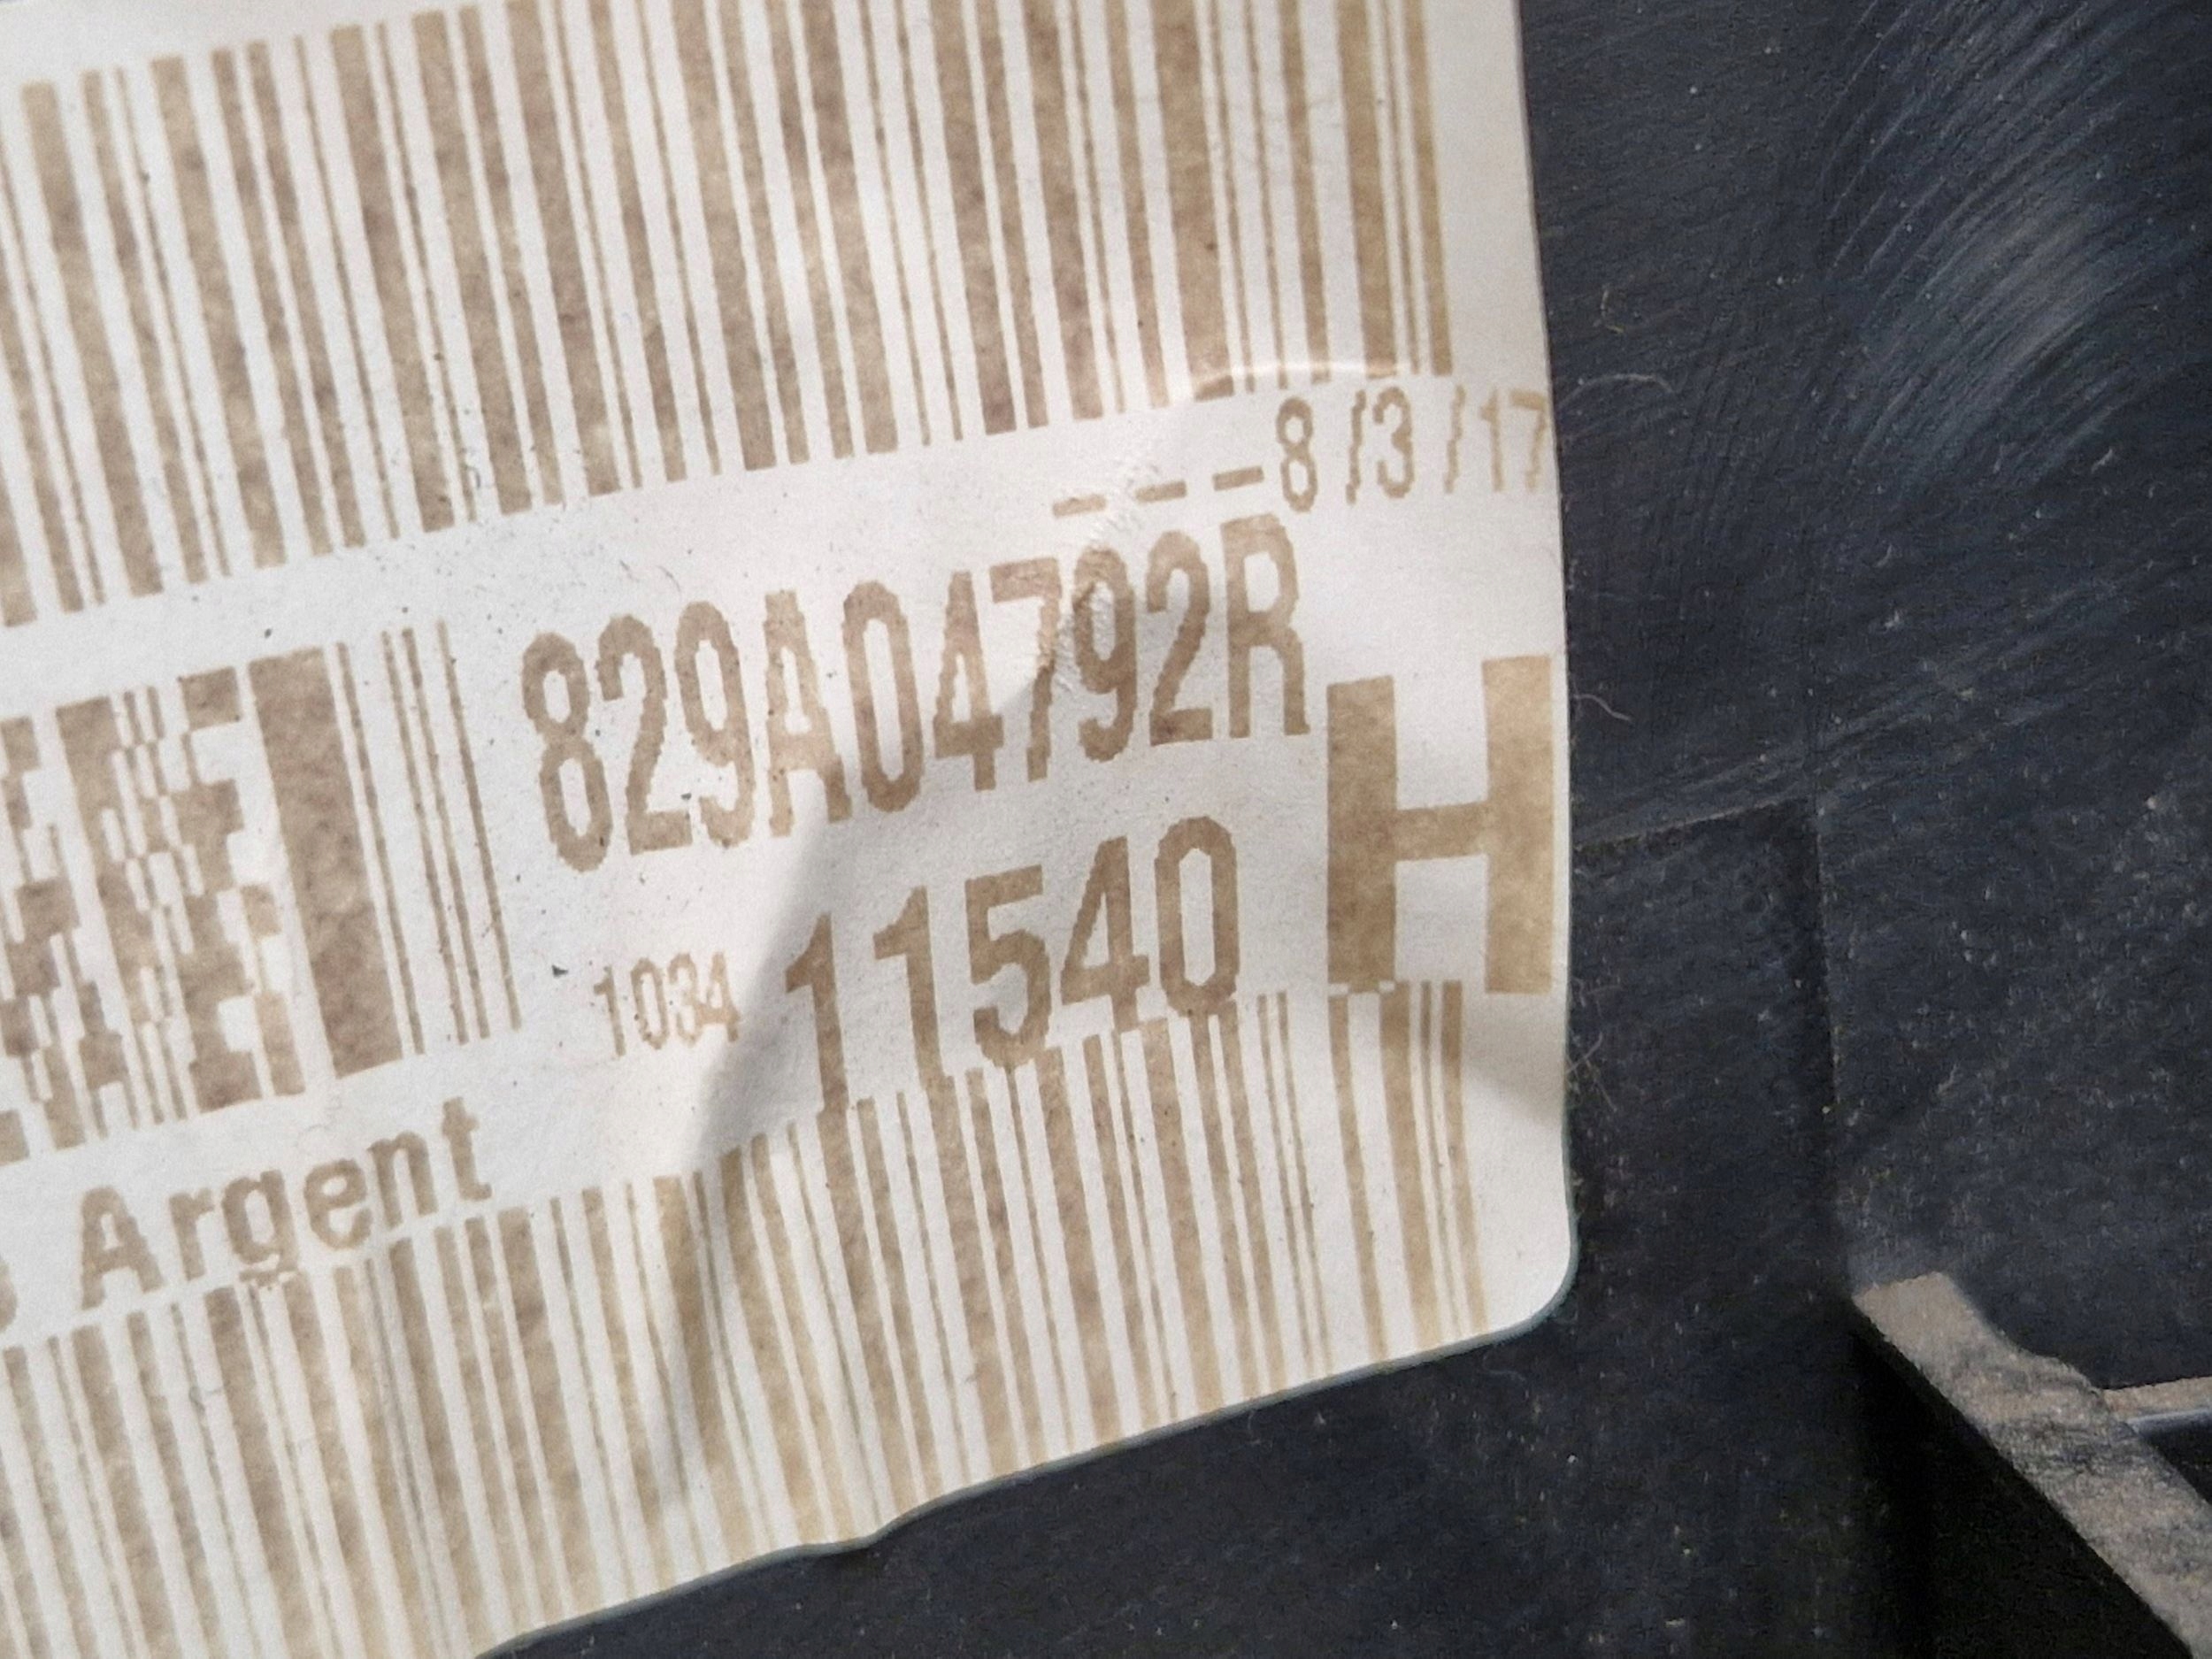 ---8/3/17
829A04792R
H
1034 11540
Argent